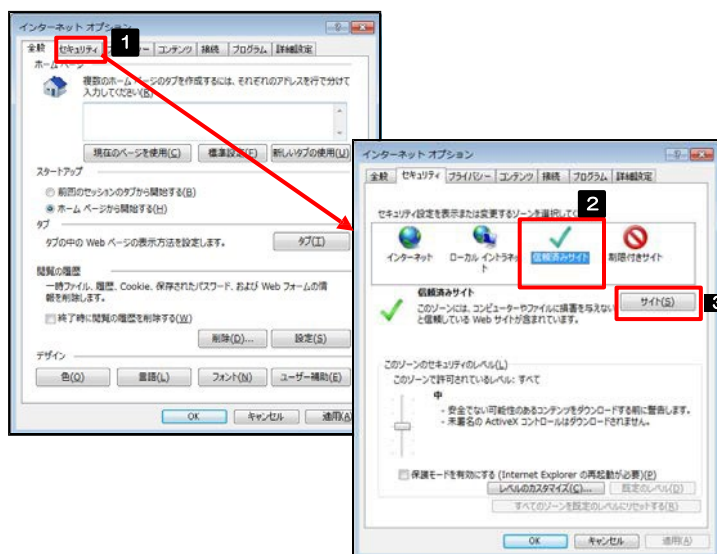 インターネット オプション
1
全般 セキュリティ コンテンツ 接続 プログラム 詳細設定
ホーム ページ
複数のホーム ページのタブを作成するには、それぞれのアドレスを行で分けて
入力してください(R)
現在のページを使用(C) 標準設定(F) 新しいタブの使用(U)
スタートアップ
前回のセッションのタブから開始する(B)
ホーム ページから開始する(H)
タブ
タブの中の Web ページの表示方法を設定します。 タブ(T)
閲覧の履歴
一時ファイル、履歴、Cookie、保存されたパスワード、および Web フォームの情
報を削除します。
終了時に閲覧の履歴を削除する(W)
削除(D)... 設定(S)
デザイン
色(O) 言語(L) フォント(N) ユーザー補助(E)
OK キャンセル 適用(A)
インターネット オプション
全般 セキュリティ プライバシー コンテンツ 接続 プログラム 詳細設定
セキュリティ設定を表示または変更するゾーンを選択して
2
インターネット ローカル イントラネッ
ト 信頼済みサイト 制限付きサイト
信頼済みサイト
このゾーンには、コンピューターやファイルに損害を与えない
と信頼している Web サイトが含まれています。
サイト(S)
3
このゾーンのセキュリティのレベル(L)
このゾーンで許可されているレベル: すべて
中
- 安全でない可能性のあるコンテンツをダウンロードする前に警告します。
- 未署名の ActiveX コントロールはダウンロードされません。
保護モードを有効にする (Internet Explorer の再起動が必要)(P)
レベルのカスタマイズ(C)... 既定のレベル(D)
すべてのゾーンを既定のレベルにリセットする(R)
OK キャンセル 適用(A)